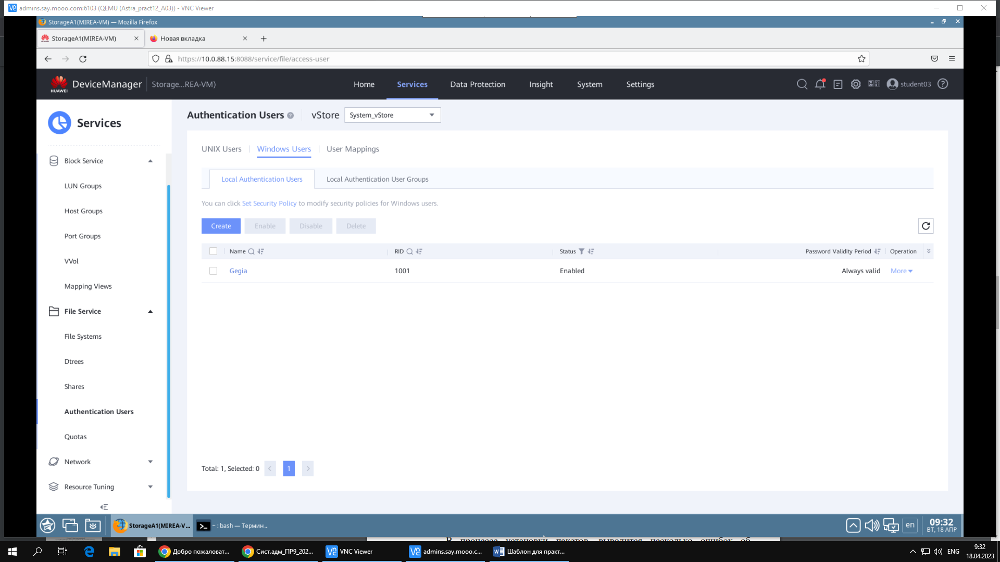 admins.say.mooo.com:6103 (QEMU (Astra_pract12_A03)) - VNC Viewer
StorageA1(MIREA-VM) — Mozilla Firefox
StorageA1(MIREA-VM)
Новая вкладка
https://10.0.88.15:8088/service/file/access-user
HUAWEI
DeviceManager
Storage...REA-VM)
Home
Services
Data Protection
Insight
System
Settings
student03
Services
Block Service
LUN Groups
Host Groups
Port Groups
VVol
Mapping Views
File Service
File Systems
Dtrees
Shares
Authentication Users
Quotas
Network
Resource Tuning
Authentication Users
vStore
System_vStore
UNIX Users
Windows Users
User Mappings
Local Authentication Users
Local Authentication User Groups
You can click Set Security Policy to modify security policies for Windows users.
Create
Enable
Disable
Delete
Name
RID
Status
Password Validity Period
Operation
Gegia
1001
Enabled
Always valid
More
Total: 1, Selected: 0
1
StorageA1(MIREA-V...
~ : bash — Термин...
en
09:32
ВТ, 18 АПР
В процессе установки пакетов, выводится несколько ошибок об
Добро пожаловат...
Сист.адм_ПР9_202...
VNC Viewer
admins.say.mooo.c...
Шаблон для практ...
ENG
9:32
18.04.2023